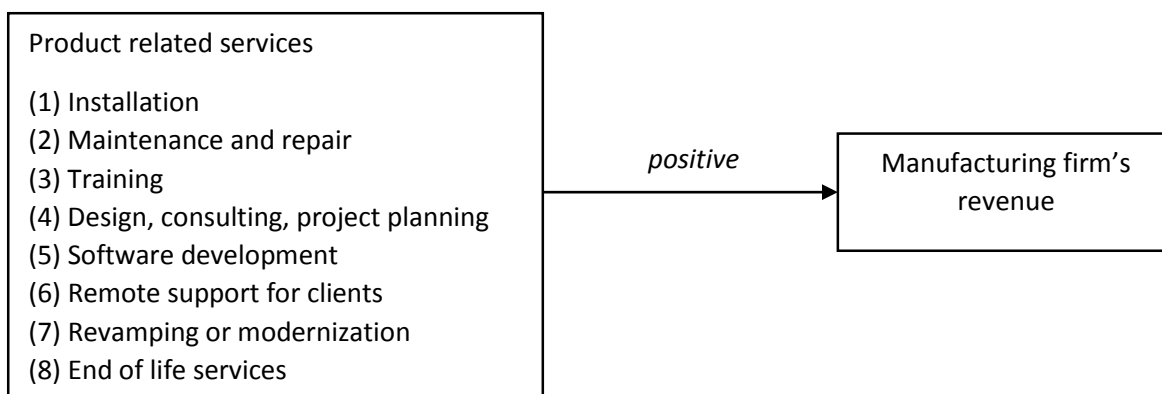 Product related services
(1) Installation
(2) Maintenance and repair
(3) Training
(4) Design, consulting, project planning
(5) Software development
(6) Remote support for clients
(7) Revamping or modernization
(8) End of life services
positive
Manufacturing firm’s
revenue